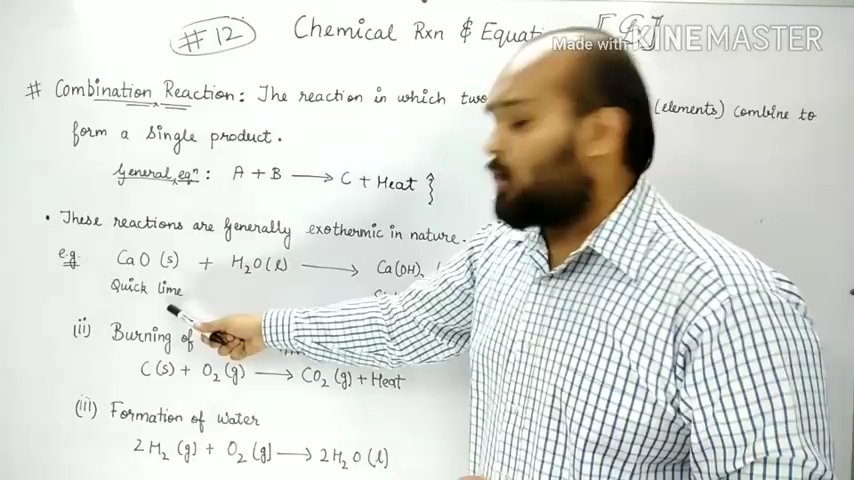 #12 Chemical Rxn & Equation
Made with KINEMASTER
# Combination Reaction: The reaction in which two (elements) combine to
form a single product.
General eqn : A + B ⟶ C + Heat
• These reactions are generally exothermic in nature.
e.g. CaO (s) + H₂O(l) ⟶ Ca(OH)₂
Quick lime
(ii) Burning of
C(s) + O₂(g) ⟶ CO₂(g) + Heat
(iii) Formation of water
2H₂(g) + O₂(g) ⟶ 2H₂O(l)